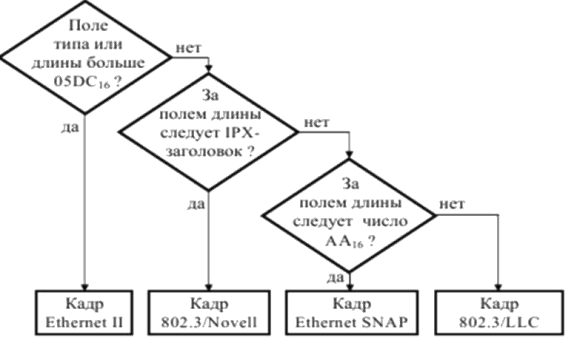 Поле
типа или
длины больше
05DC₁₆ ?
нет
да
За
полем длины
следует IPX-
заголовок ?
нет
да
За
полем длины
следует число
AA₁₆ ?
нет
да
Кадр
Ethernet II
Кадр
802.3/Novell
Кадр
Ethernet SNAP
Кадр
802.3/LLC